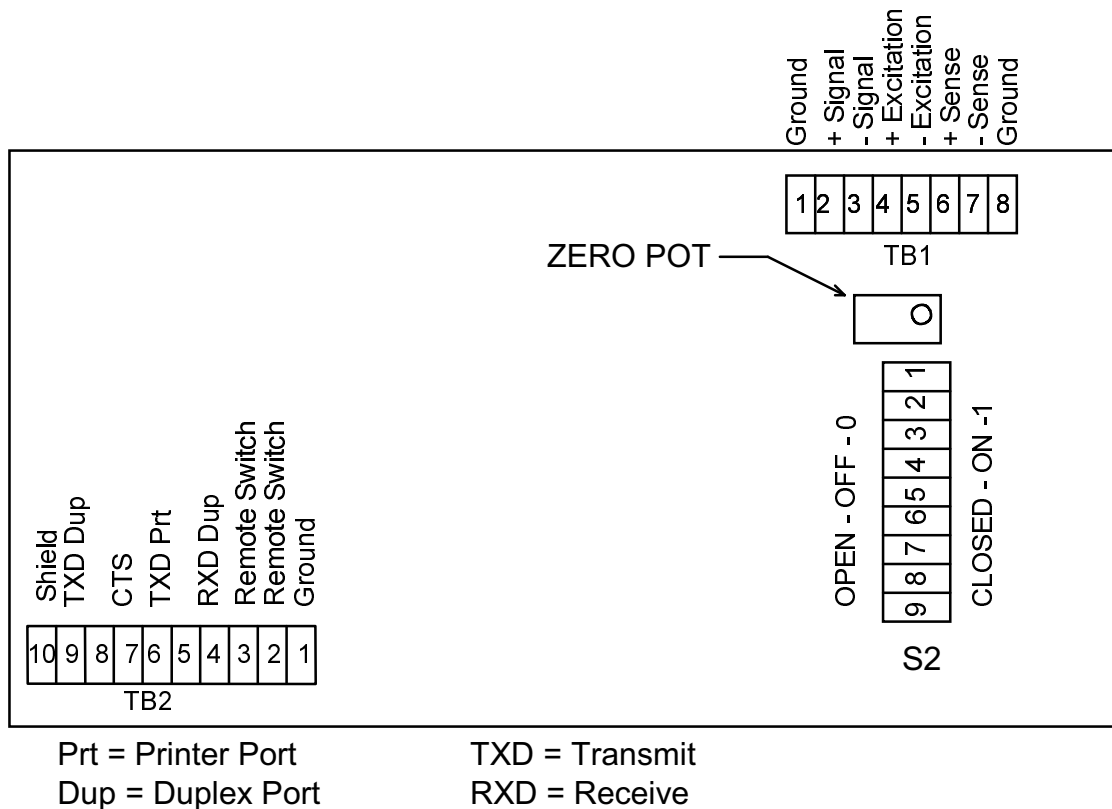 Ground
+ Signal
- Signal
+ Excitation
- Excitation
+ Sense
- Sense
Ground
1 2 3 4 5 6 7 8
TB1
ZERO POT
1
2
3
4
5
6
7
8
9
OPEN - OFF - 0
CLOSED - ON -1
S2
Shield
TXD Dup
CTS
TXD Prt
RXD Dup
Remote Switch
Remote Switch
Ground
10 9 8 7 6 5 4 3 2 1
TB2
Prt = Printer Port
TXD = Transmit
Dup = Duplex Port
RXD = Receive